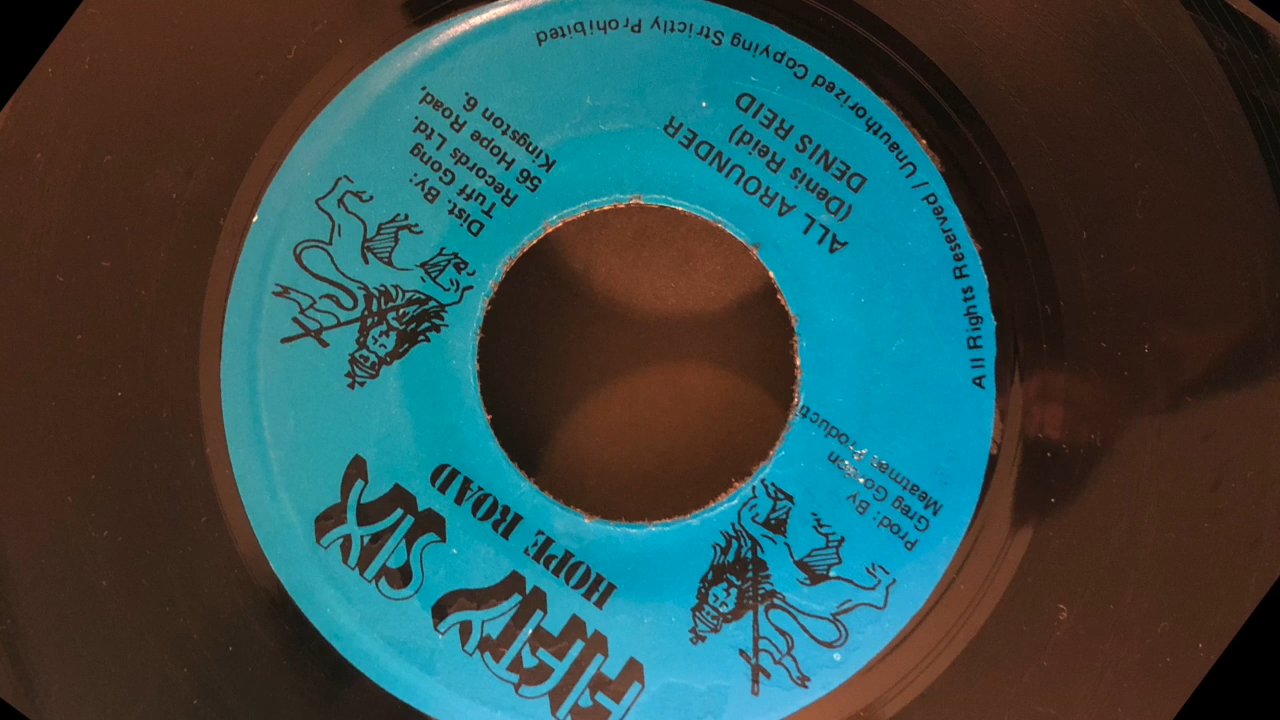 FIFTY SIX
HOPE ROAD
Prod: By
Greg
Meatmas
Dist. By:
Tuff Gong
Records Ltd.
56 Hope Road,
Kingston 6.
ALL AROUNDER
(Denis Reid)
DENIS REID
All Rights Reserved / Unauthorized Copying Strictly Prohibited